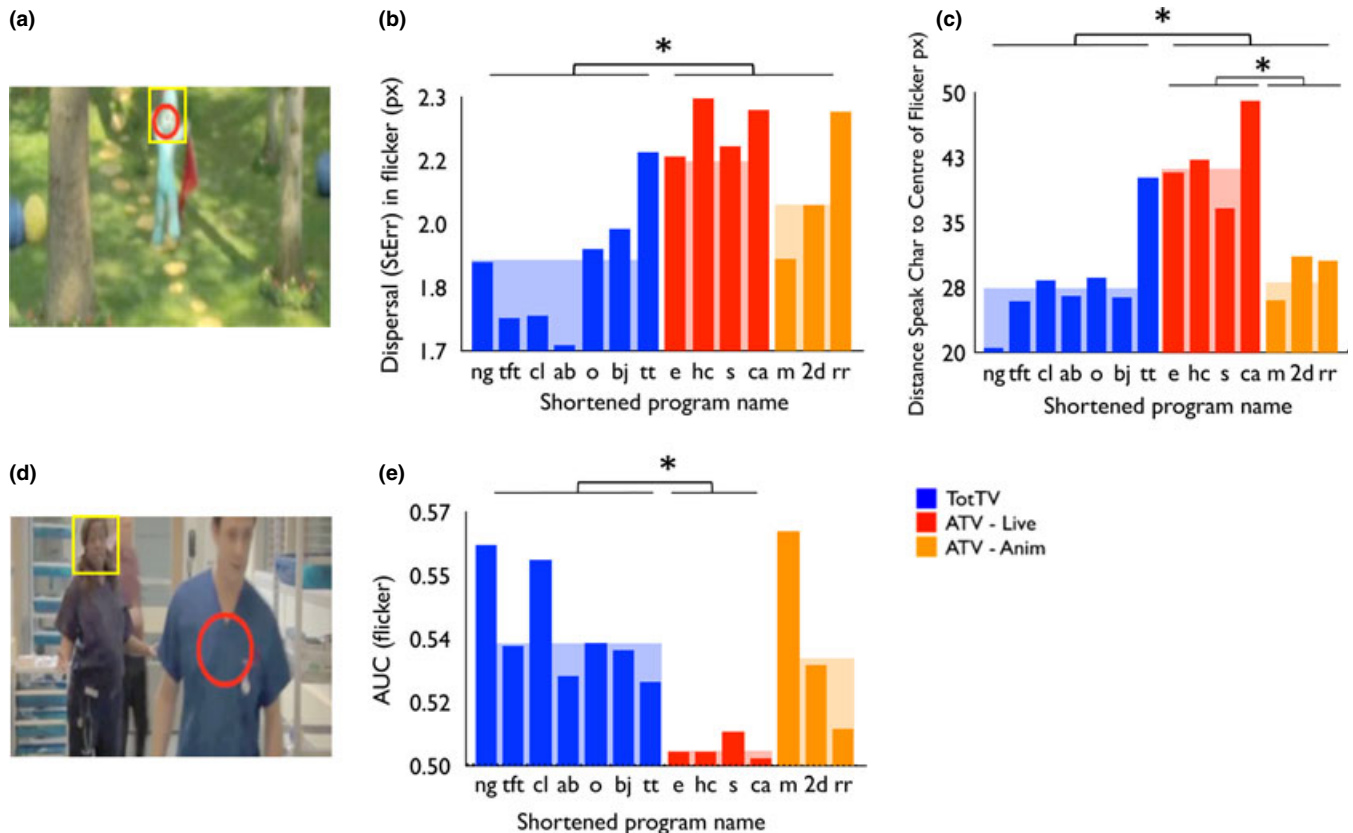 (a)
(b)
*
Dispersal (StErr) in flicker (px)
2.3
2.2
2.0
1.8
1.7
ng tft cl ab o bj tt e hc s ca m 2d rr
Shortened program name
(c)
*
*
Distance Speak Char to Centre of Flicker px)
50
43
35
28
20
ng tft cl ab o bj tt e hc s ca m 2d rr
Shortened program name
(d)
(e)
*
AUC (flicker)
0.57
0.55
0.54
0.52
0.50
ng tft cl ab o bj tt e hc s ca m 2d rr
Shortened program name
TotTV
ATV - Live
ATV - Anim